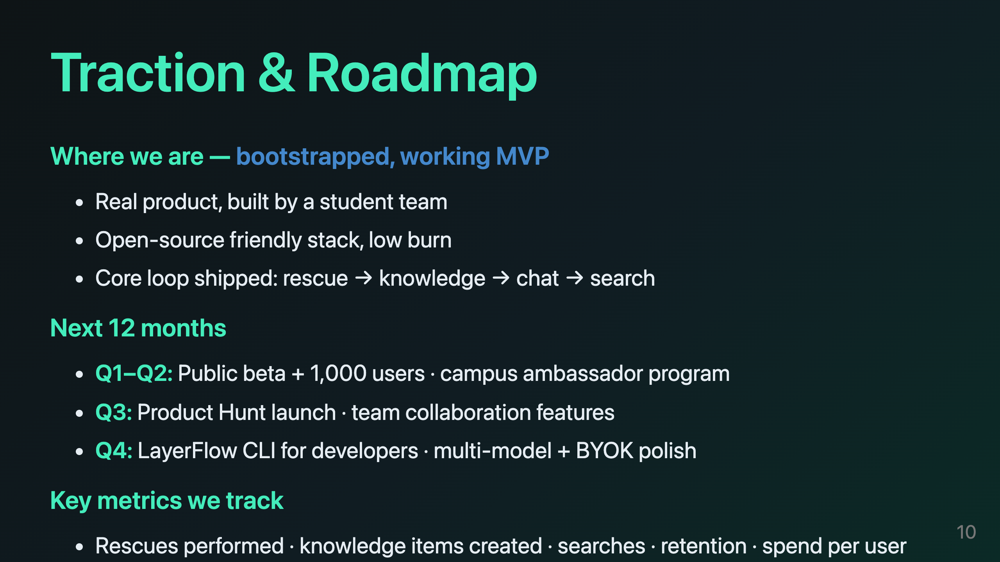 Traction & Roadmap
Where we are — bootstrapped, working MVP
• Real product, built by a student team
• Open-source friendly stack, low burn
• Core loop shipped: rescue → knowledge → chat → search
Next 12 months
• Q1–Q2: Public beta + 1,000 users · campus ambassador program
• Q3: Product Hunt launch · team collaboration features
• Q4: LayerFlow CLI for developers · multi-model + BYOK polish
Key metrics we track
• Rescues performed · knowledge items created · searches · retention · spend per user
10